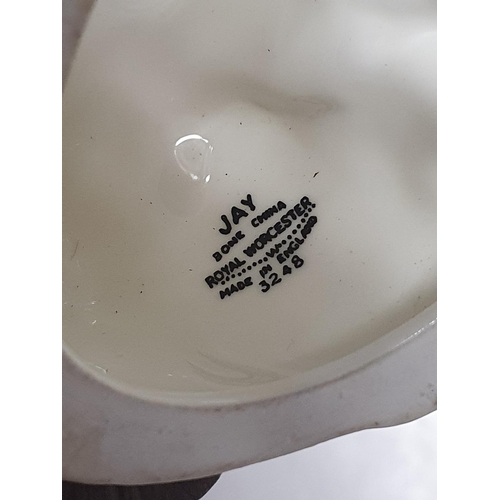 JAY
BONE CHINA
ROYAL WORCESTER
........W.......
MADE IN ENGLAND
3248